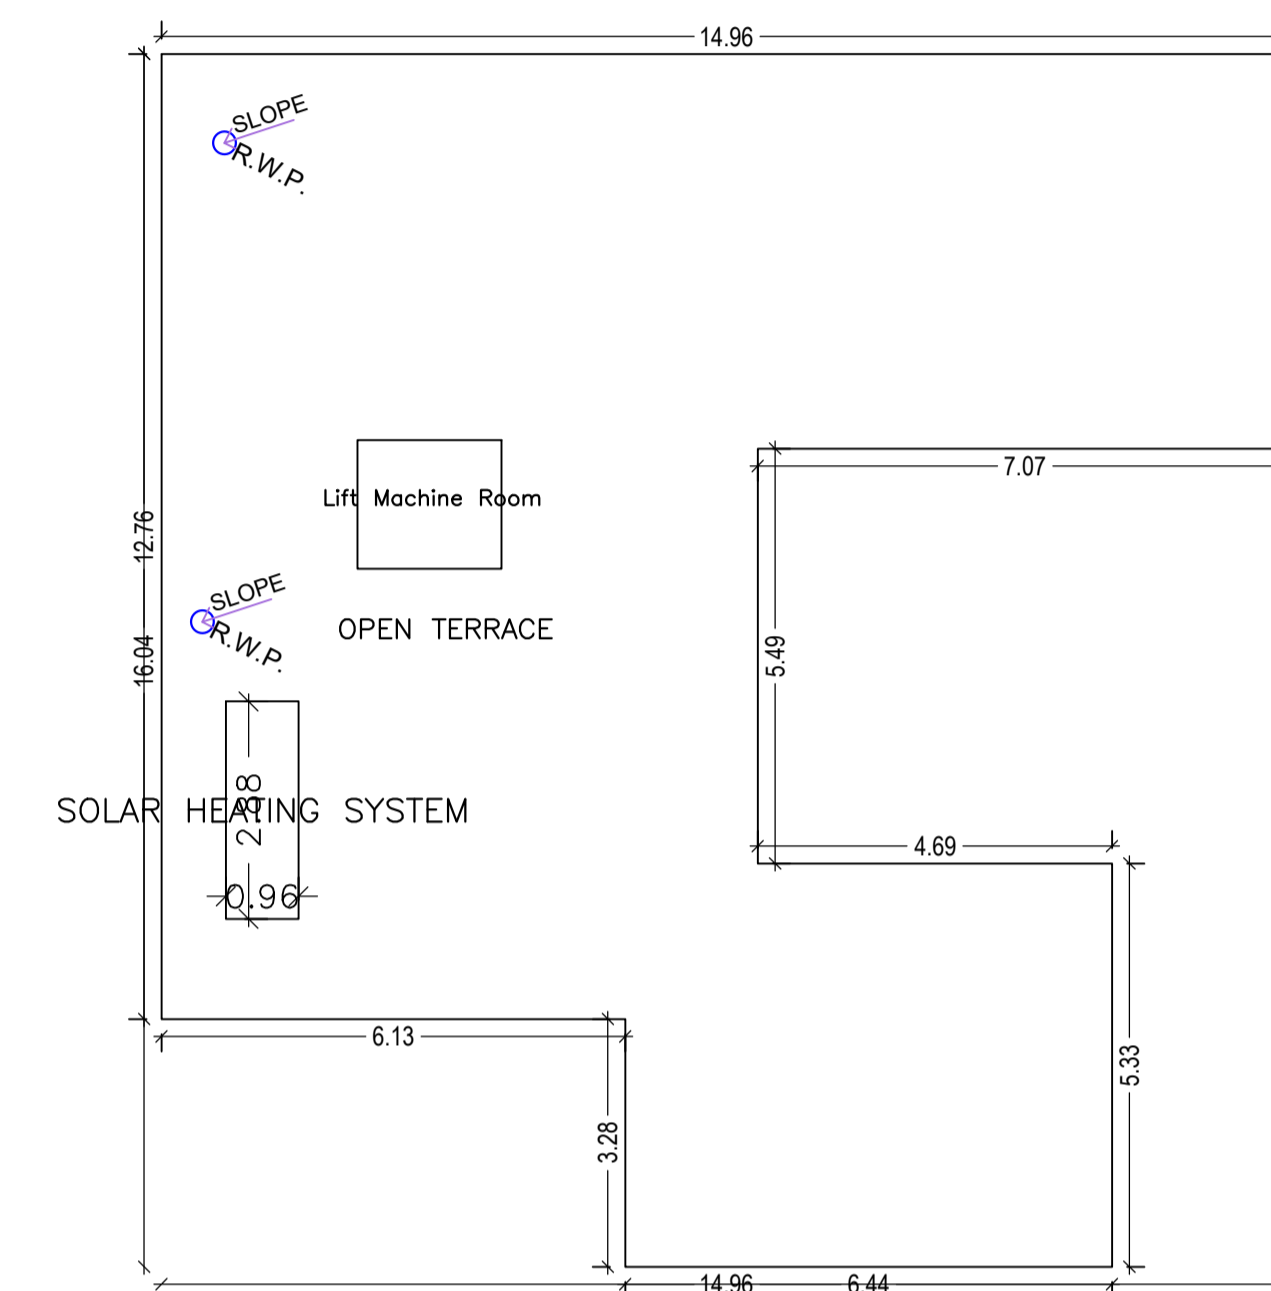 14.96
SLOPE
R.W.P.
7.07
Lift Machine Room
12.76
SLOPE
R.W.P.
OPEN TERRACE
16.04
5.49
2.88
SOLAR HEATING SYSTEM
4.69
0.96
6.13
5.33
3.28
14.96
6.44